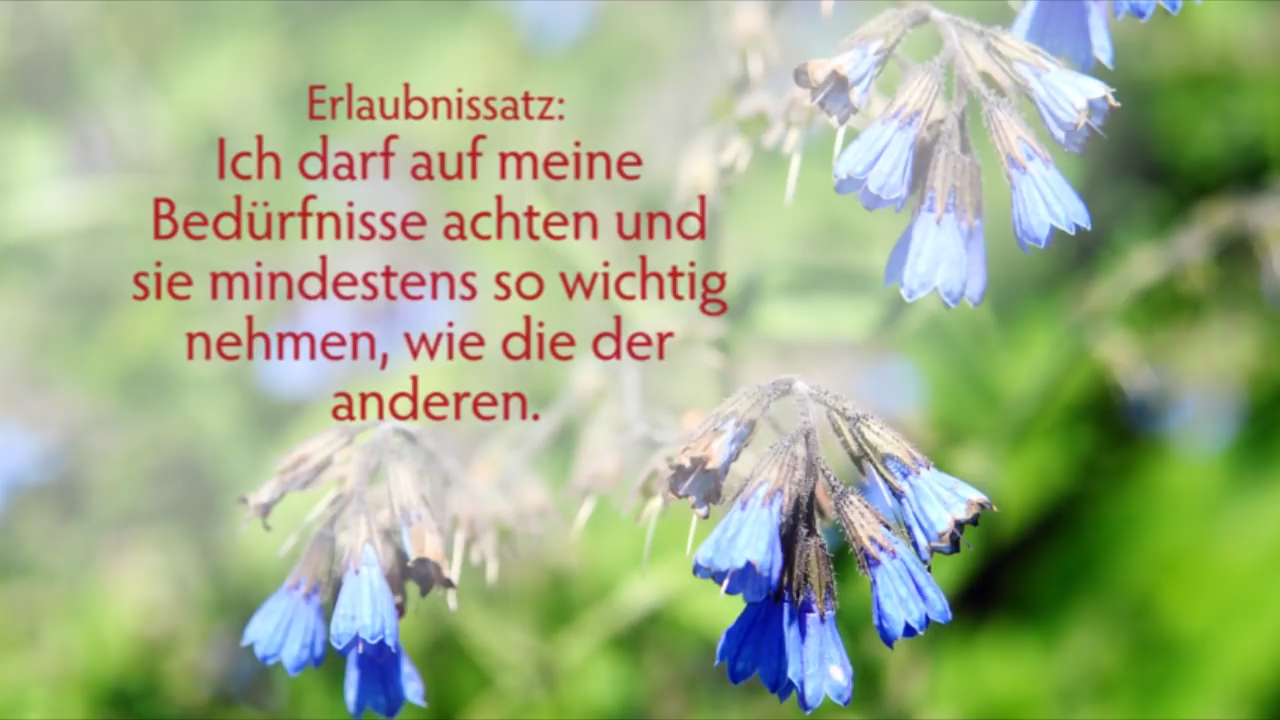 Erlaubnissatz:
Ich darf auf meine
Bedürfnisse achten und
sie mindestens so wichtig
nehmen, wie die der
anderen.